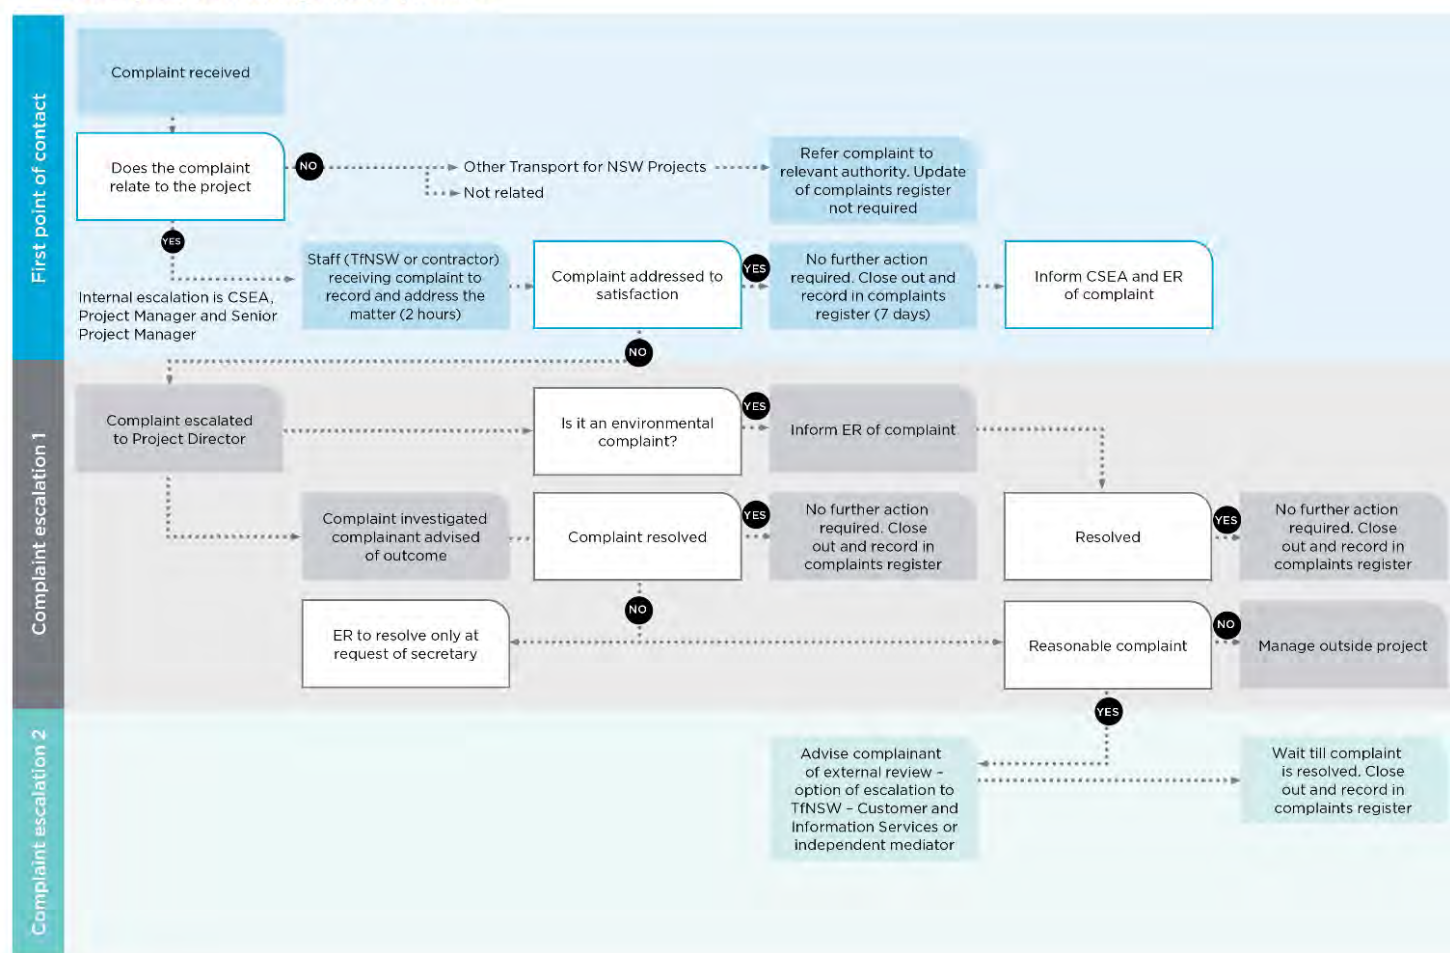 First point of contact
Complaint received
Does the complaint
relate to the project
NO
Other Transport for NSW Projects
Not related
Refer complaint to
relevant authority. Update
of complaints register
not required
YES
Internal escalation is CSEA,
Project Manager and Senior
Project Manager
Staff (TfNSW or contractor)
receiving complaint to
record and address the
matter (2 hours)
Complaint addressed to
satisfaction
YES
No further action
required. Close out and
record in complaints
register (7 days)
Inform CSEA and ER
of complaint
NO
Complaint escalation 1
Complaint escalated
to Project Director
Is it an environmental
complaint?
YES
Inform ER of complaint
Complaint investigated
complainant advised
of outcome
Complaint resolved
YES
No further action
required. Close
out and record in
complaints register
Resolved
YES
No further action
required. Close
out and record in
complaints register
NO
ER to resolve only at
request of secretary
Reasonable complaint
NO
Manage outside project
YES
Complaint escalation 2
Advise complainant
of external review –
option of escalation to
TfNSW – Customer and
Information Services or
independent mediator
Wait till complaint
is resolved. Close
out and record in
complaints register